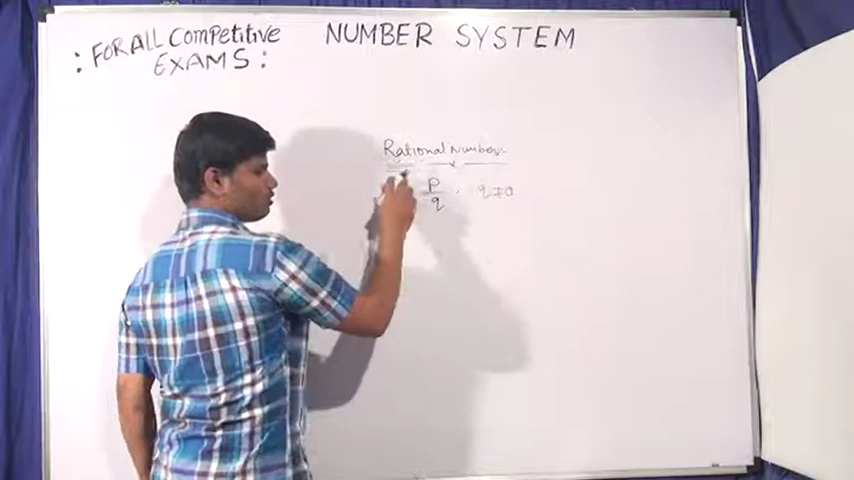 : FOR ALL Competitive
EXAMS :
NUMBER SYSTEM
Rational Numbers
p/q , q≠0